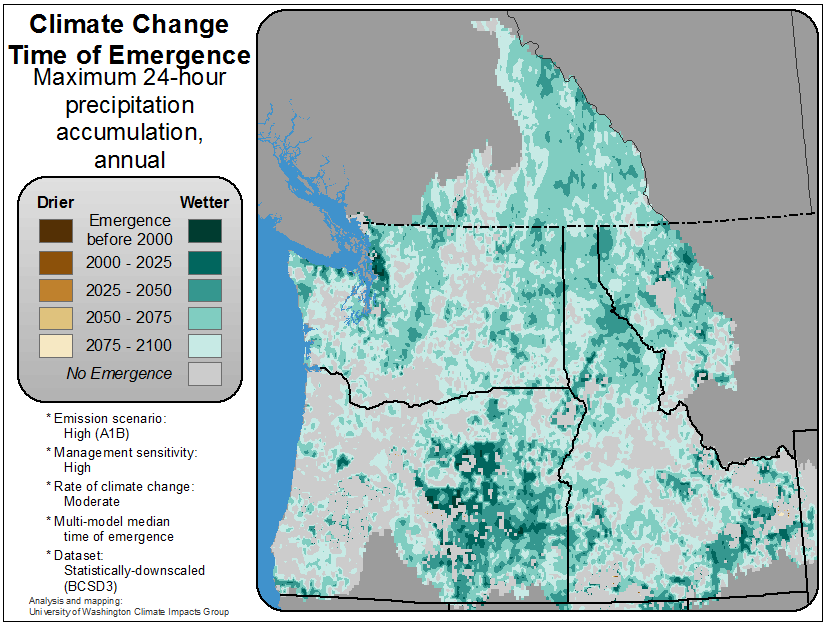 Climate Change
Time of Emergence
Maximum 24-hour
precipitation
accumulation,
annual
Drier Wetter
Emergence
before 2000
2000 - 2025
2025 - 2050
2050 - 2075
2075 - 2100
No Emergence
* Emission scenario:
High (A1B)
* Management sensitivity:
High
* Rate of climate change:
Moderate
* Multi-model median
time of emergence
* Dataset:
Statistically-downscaled
(BCSD3)
Analysis and mapping:
University of Washington Climate Impacts Group